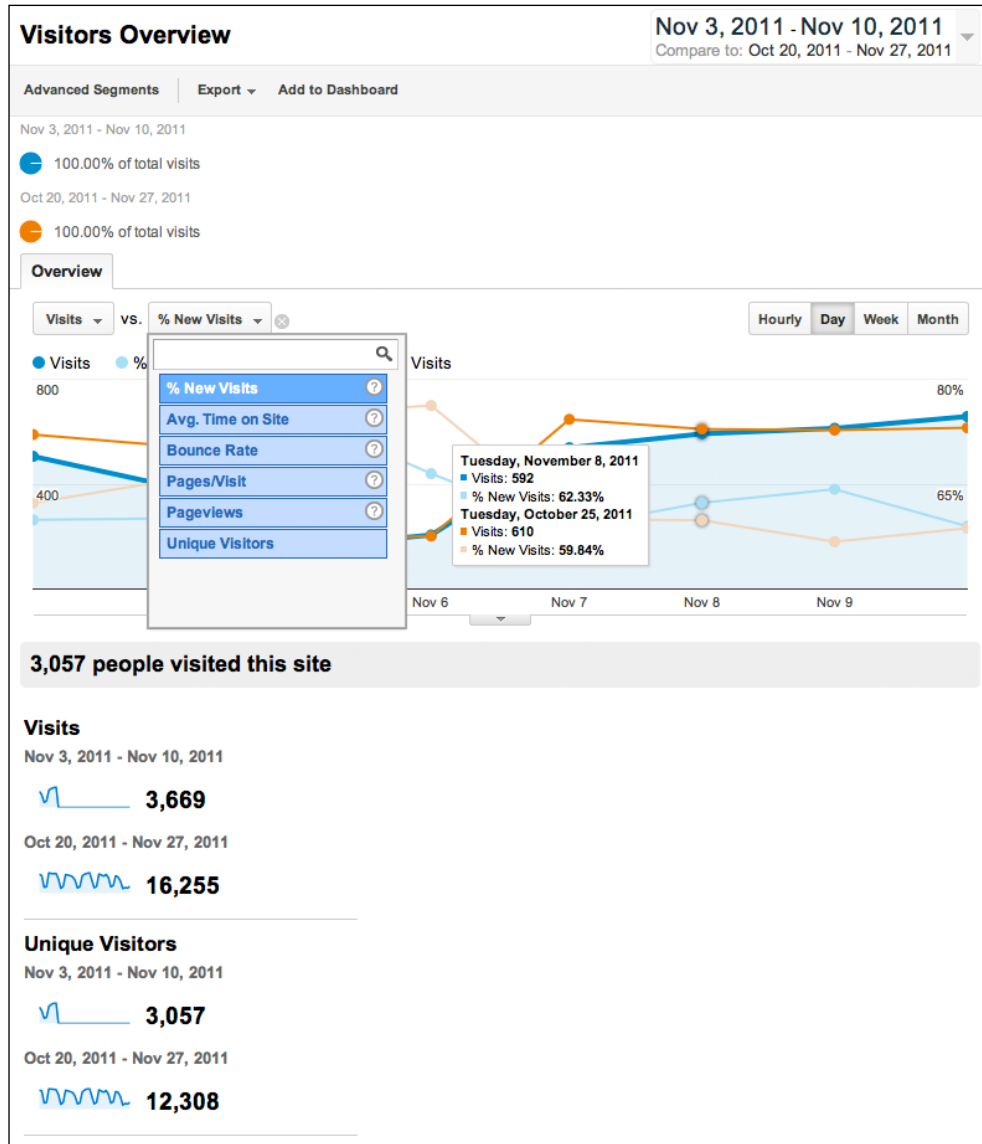 Visitors Overview
Nov 3, 2011 - Nov 10, 2011
Compare to: Oct 20, 2011 - Nov 27, 2011
Advanced Segments Export Add to Dashboard
Nov 3, 2011 - Nov 10, 2011
100.00% of total visits
Oct 20, 2011 - Nov 27, 2011
100.00% of total visits
Overview
Visits VS. % New Visits
Hourly Day Week Month
Visits % Visits
800 80%
% New Visits ?
Avg. Time on Site ?
Bounce Rate ?
Pages/Visit ?
Pageviews ?
Unique Visitors
Tuesday, November 8, 2011
Visits: 592
% New Visits: 62.33%
Tuesday, October 25, 2011
Visits: 610
% New Visits: 59.84%
400 65%
Nov 6 Nov 7 Nov 8 Nov 9
3,057 people visited this site
Visits
Nov 3, 2011 - Nov 10, 2011
3,669
Oct 20, 2011 - Nov 27, 2011
16,255
Unique Visitors
Nov 3, 2011 - Nov 10, 2011
3,057
Oct 20, 2011 - Nov 27, 2011
12,308